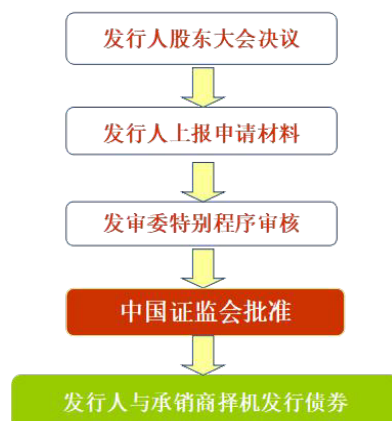 发行人股东大会决议
发行人上报申请材料
发审委特别程序审核
中国证监会批准
发行人与承销商择机发行债券